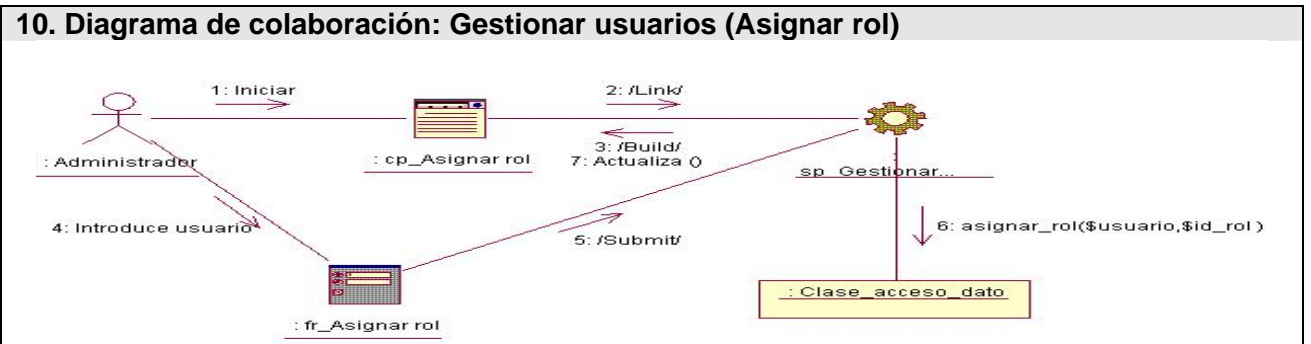 10. Diagrama de colaboración: Gestionar usuarios (Asignar rol)
1: Iniciar
2: /Link/
3: /Build/
7: Actualiza ()
: Administrador
: cp_Asignar rol
:
sp_Gestionar...
4: Introduce usuario
5: /Submit/
6: asignar_rol($usuario,$id_rol )
: Clase_acceso_dato
: fr_Asignar rol